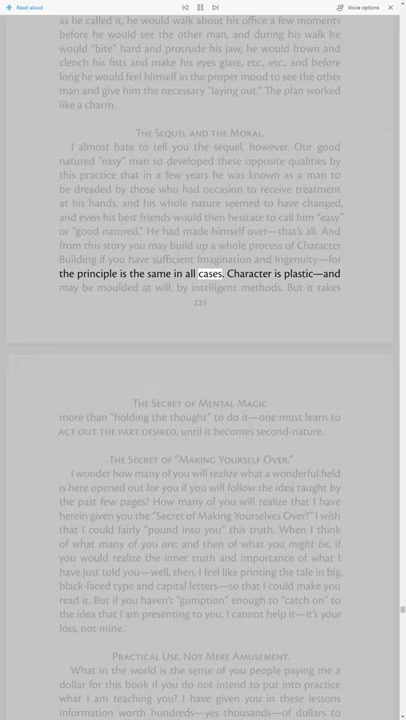 Read aloud
Voice options
as he called it, he would walk about his office a few moments
before he would see the other man, and during his walk he
would “bite” hard and protrude his jaw; he would frown and
clench his fists and make his eyes glare, etc., etc., and before
long he would feel himself in the proper mood to see the other
man and give him the necessary “laying out.” The plan worked
like a charm.
The Sequel and the Moral.
I almost hate to tell you the sequel, however. Our good
natured “easy” man so developed these opposite qualities by
this practice that in a few years he was known as a man to
be dreaded by those who had occasion to receive treatment
at his hands, and his whole nature seemed to have changed,
and even his best friends would then hesitate to call him “easy”
or “good natured.” He had made himself over—that’s all. And
from this story you may build up a whole process of Character
Building if you have sufficient Imagination and Ingenuity—for
the principle is the same in all cases. Character is plastic—and
may be moulded at will, by intelligent methods. But it takes
221
The Secret of Mental Magic
more than “holding the thought” to do it—one must learn to
act out the part desired, until it becomes second-nature.
The Secret of “Making Yourself Over.”
I wonder how many of you will realize what a wonderful field
is here opened out for you if you will follow the idea taught by
the past few pages? How many of you will realize that I have
herein given you the “Secret of Making Yourselves Over?” I wish
that I could fairly “pound into you” this truth. When I think
of what many of you are; and then of what you might be, if
you would realize the inner truth and importance of what I
have just told you—well, then, I feel like printing the tale in big,
black-faced type and capital letters—so that I could make you
read it. But if you haven’t “gumption” enough to “catch on” to
the idea that I am presenting to you, I cannot help it—it’s your
loss, not mine.
Practical Use, Not Mere Amusement.
What in the world is the sense of you people paying me a
dollar for this book if you do not intend to put into practice
what I am teaching you? I have given you in these lessons
information worth hundreds—yes thousands—of dollars to